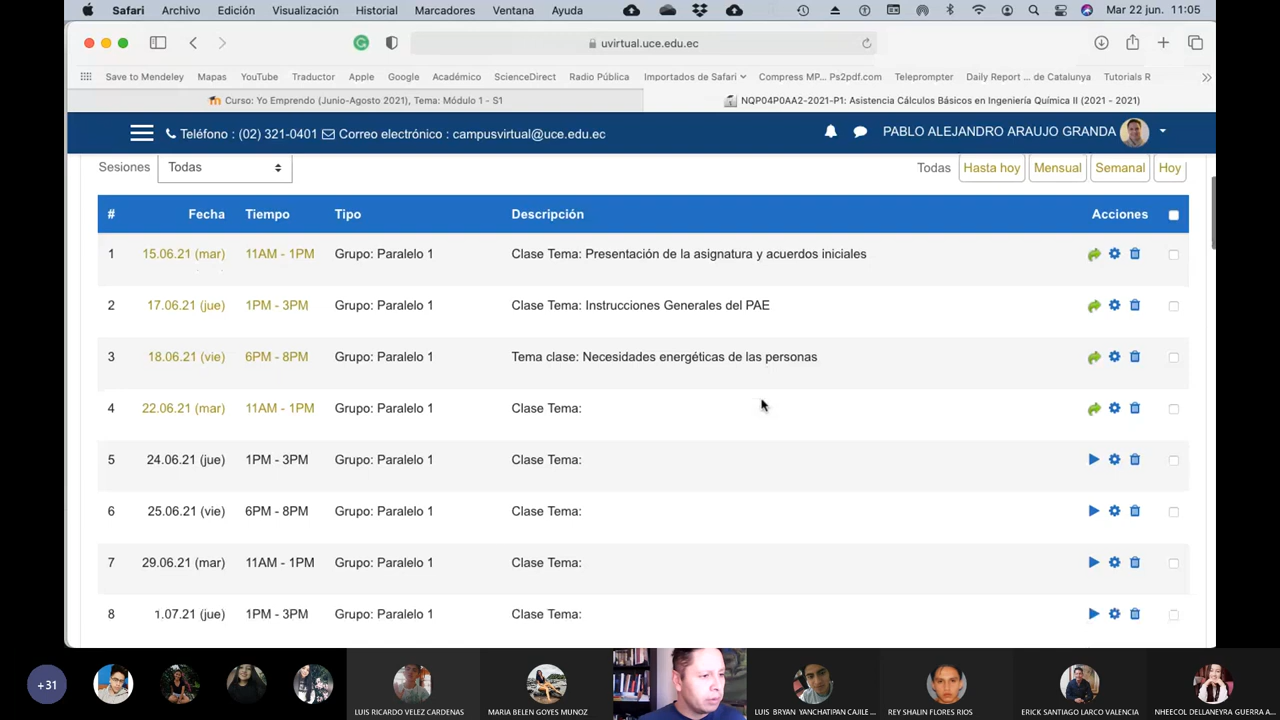 Safari Archivo Edición Visualización Historial Marcadores Ventana Ayuda Mar 22 jun. 11:05
uvirtual.uce.edu.ec
Save to Mendeley Mapas YouTube Traductor Apple Google Académico ScienceDirect Radio Pública Importados de Safari Compress MP... Ps2pdf.com Teleprompter Daily Report ... de Catalunya Tutorials R
Curso: Yo Emprendo (Junio-Agosto 2021), Tema: Módulo 1 - S1 NQP04P0AA2-2021-P1: Asistencia Cálculos Básicos en Ingeniería Química II (2021 - 2021)
Teléfono : (02) 321-0401 Correo electrónico : campusvirtual@uce.edu.ec PABLO ALEJANDRO ARAUJO GRANDA
Sesiones Todas Todas Hasta hoy Mensual Semanal Hoy
# Fecha Tiempo Tipo Descripción Acciones
1 15.06.21 (mar) 11AM - 1PM Grupo: Paralelo 1 Clase Tema: Presentación de la asignatura y acuerdos iniciales
2 17.06.21 (jue) 1PM - 3PM Grupo: Paralelo 1 Clase Tema: Instrucciones Generales del PAE
3 18.06.21 (vie) 6PM - 8PM Grupo: Paralelo 1 Tema clase: Necesidades energéticas de las personas
4 22.06.21 (mar) 11AM - 1PM Grupo: Paralelo 1 Clase Tema:
5 24.06.21 (jue) 1PM - 3PM Grupo: Paralelo 1 Clase Tema:
6 25.06.21 (vie) 6PM - 8PM Grupo: Paralelo 1 Clase Tema:
7 29.06.21 (mar) 11AM - 1PM Grupo: Paralelo 1 Clase Tema:
8 1.07.21 (jue) 1PM - 3PM Grupo: Paralelo 1 Clase Tema:
+31
LUIS RICARDO VELEZ CARDENAS MARIA BELEN GOYES MUNOZ LUIS BRYAN YANCHATIPAN CAJILE... REY SHALIN FLORES RIOS ERICK SANTIAGO LARCO VALENCIA NHEECOL DELLANEYRA GUERRA A...